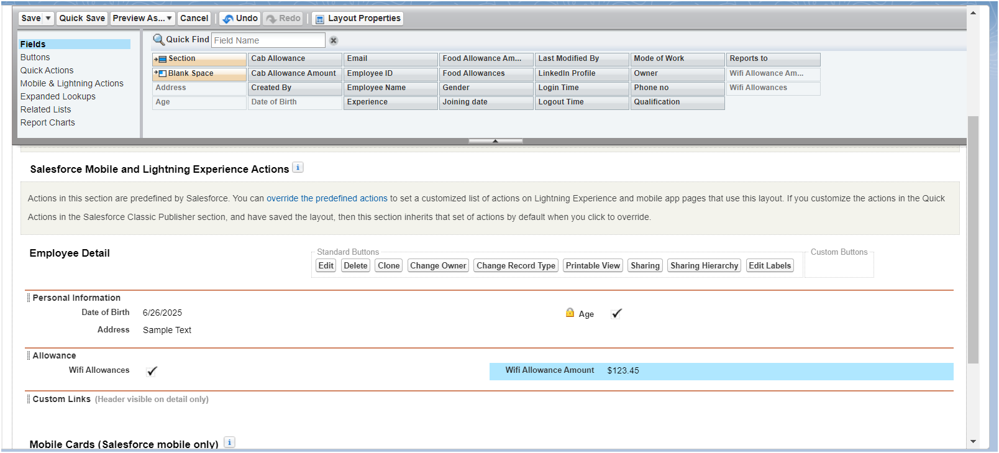 Save ▼ Quick Save Preview As...▼ Cancel Undo Redo Layout Properties
Fields
Buttons
Quick Actions
Mobile & Lightning Actions
Expanded Lookups
Related Lists
Report Charts
Quick Find Field Name
Section Cab Allowance Email Food Allowance Am... Last Modified By Mode of Work Reports to
Blank Space Cab Allowance Amount Employee ID Food Allowances LinkedIn Profile Owner Wifi Allowance Am...
Address Created By Employee Name Gender Login Time Phone no Wifi Allowances
Age Date of Birth Experience Joining date Logout Time Qualification
Salesforce Mobile and Lightning Experience Actions i
Actions in this section are predefined by Salesforce. You can override the predefined actions to set a customized list of actions on Lightning Experience and mobile app pages that use this layout. If you customize the actions in the Quick
Actions in the Salesforce Classic Publisher section, and have saved the layout, then this section inherits that set of actions by default when you click to override.
Employee Detail
Standard Buttons Custom Buttons
Edit Delete Clone Change Owner Change Record Type Printable View Sharing Sharing Hierarchy Edit Labels
Personal Information
Date of Birth 6/26/2025 Age
Address Sample Text
Allowance
Wifi Allowances Wifi Allowance Amount $123.45
Custom Links (Header visible on detail only)
Mobile Cards (Salesforce mobile only) i